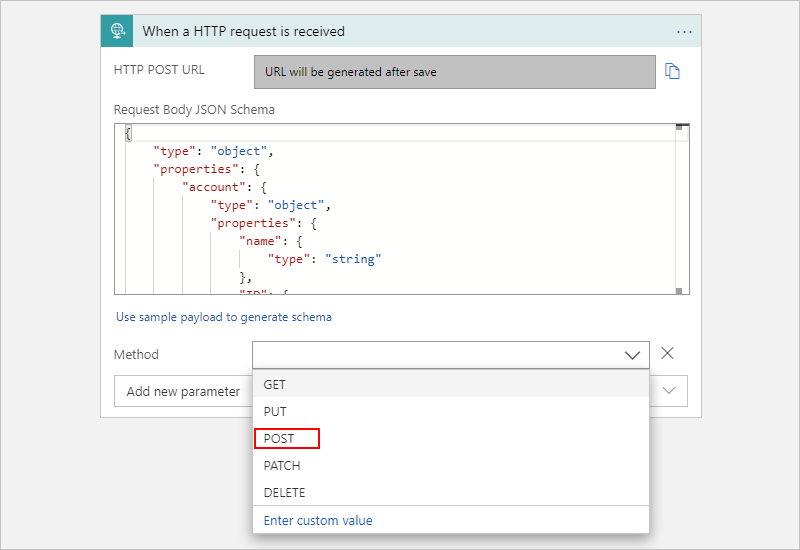 When a HTTP request is received
...
HTTP POST URL
URL will be generated after save
Request Body JSON Schema
{
"type": "object",
"properties": {
"account": {
"type": "object",
"properties": {
"name": {
"type": "string"
},
"ID": {
Use sample payload to generate schema
Method
Add new parameter
GET
PUT
POST
PATCH
DELETE
Enter custom value